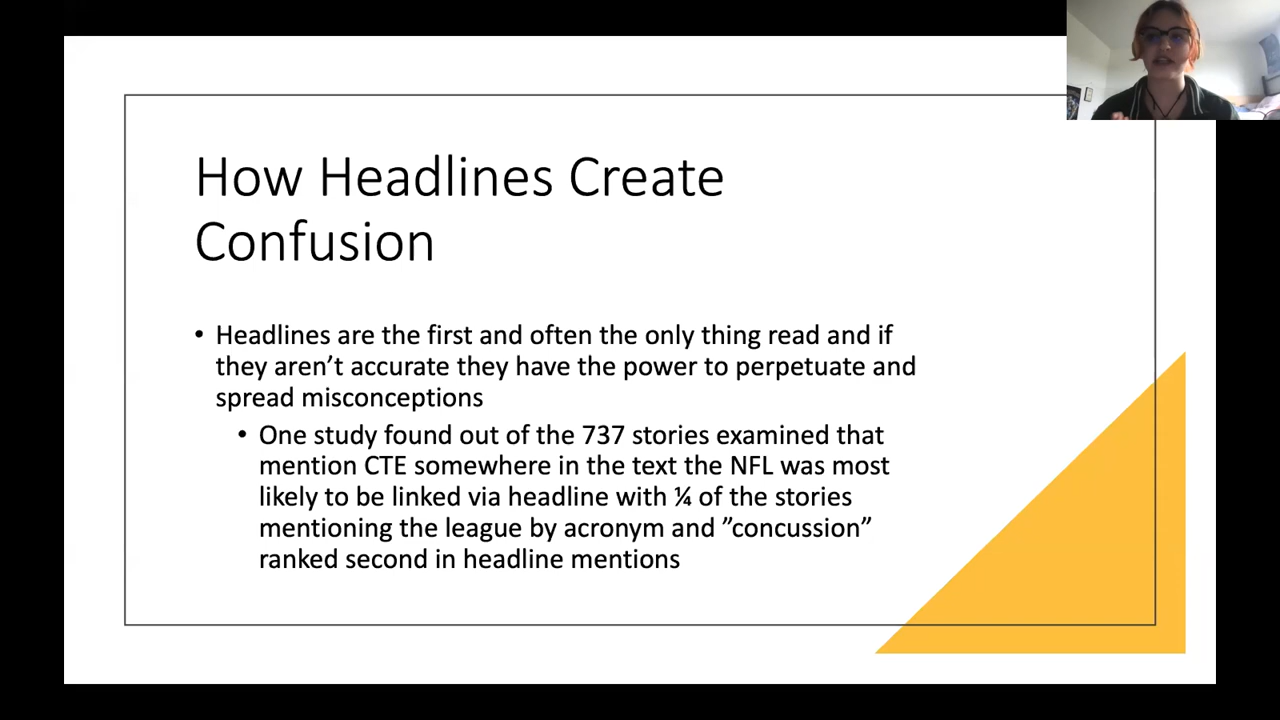 How Headlines Create
Confusion
• Headlines are the first and often the only thing read and if
they aren’t accurate they have the power to perpetuate and
spread misconceptions
• One study found out of the 737 stories examined that
mention CTE somewhere in the text the NFL was most
likely to be linked via headline with ¼ of the stories
mentioning the league by acronym and ”concussion”
ranked second in headline mentions